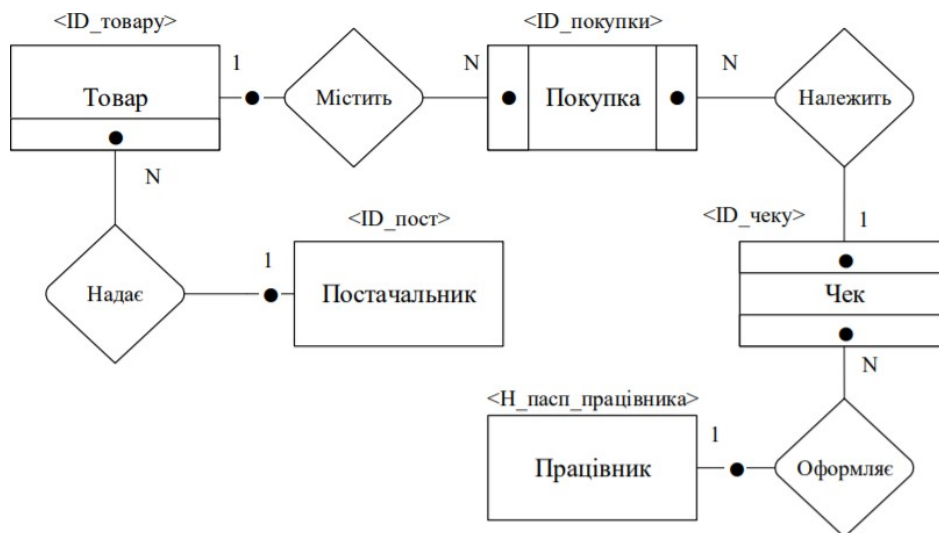 <ID_товару>
<ID_покупки>
1
N
N
Товар
Містить
Покупка
Належить
N
<ID_пост>
<ID_чеку>
1
1
Надає
Постачальник
Чек
N
<Н_пасп_працівника>
1
Працівник
Оформляє